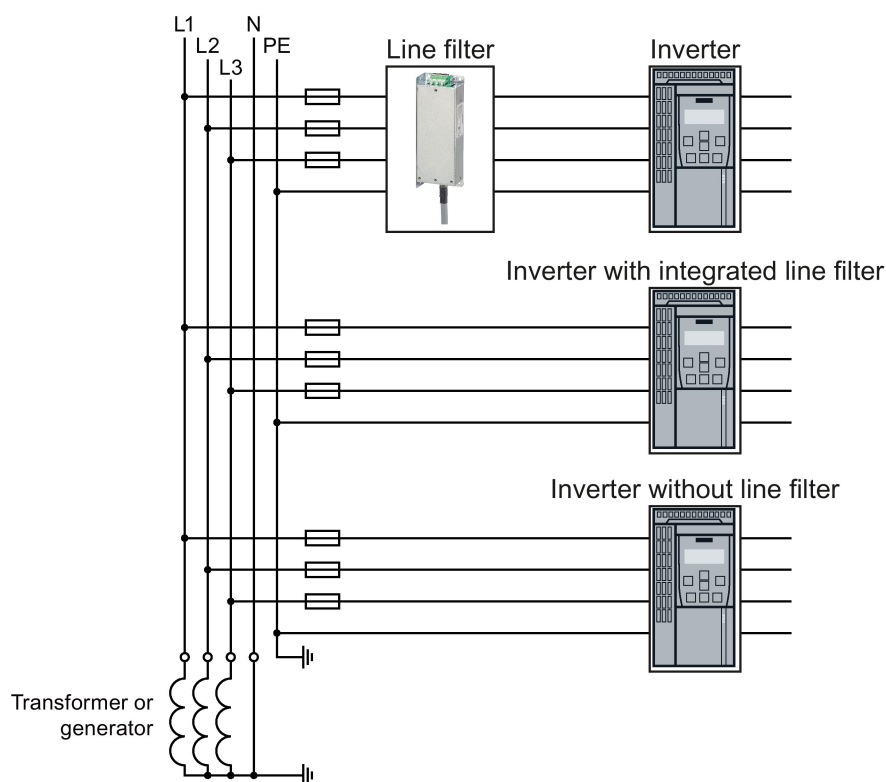 L1
N
L2
PE
L3
Line filter
Inverter
Inverter with integrated line filter
Inverter without line filter
Transformer or
generator